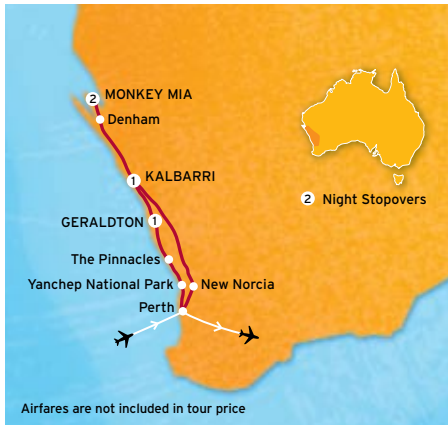 2 MONKEY MIA
Denham
1 KALBARRI
GERALDTON 1
2 Night Stopovers
The Pinnacles
Yanchep National Park
New Norcia
Perth
Airfares are not included in tour price